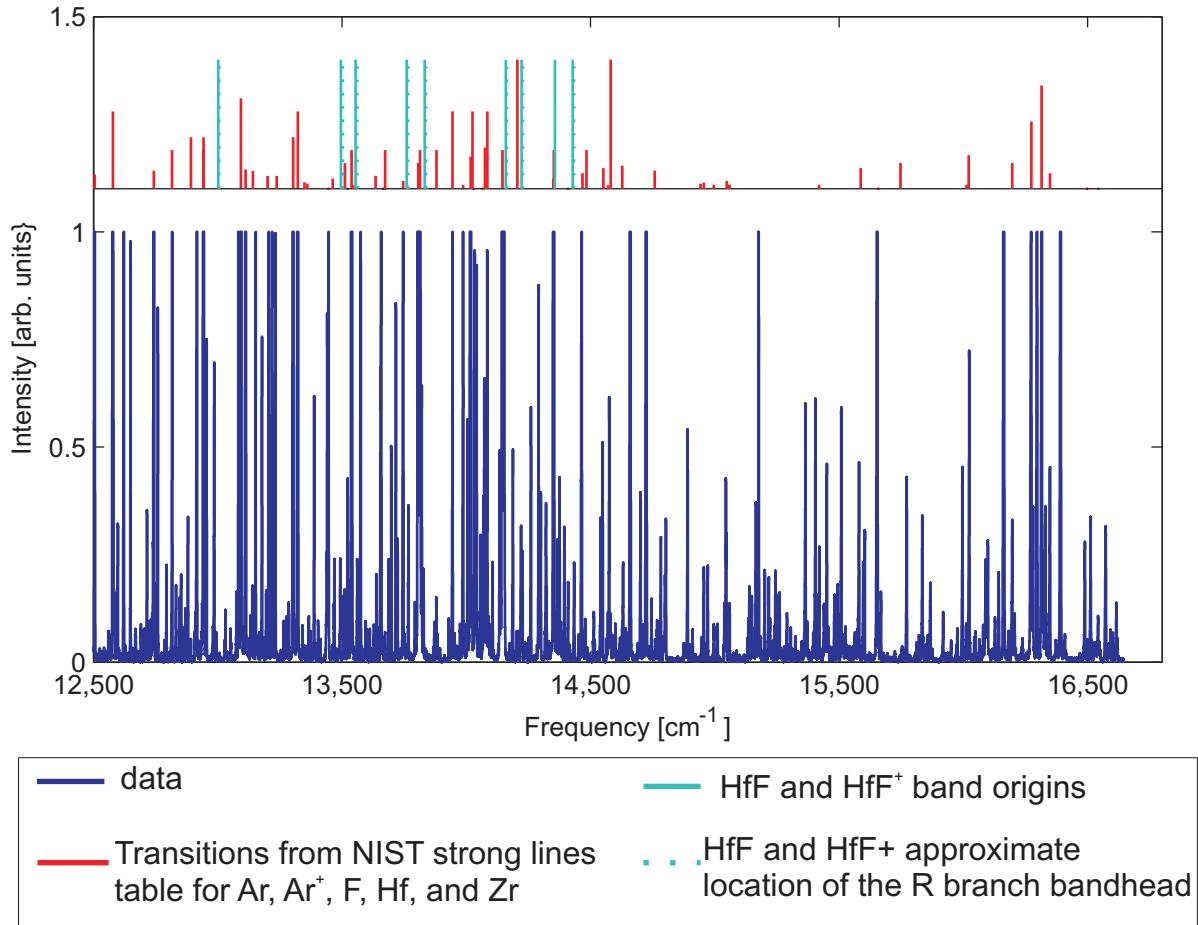 1.5
1
0.5
0
Intensity [arb. units}
12,500
13,500
14,500
15,500
16,500
Frequency [cm⁻¹ ]
data
HfF and HfF⁺ band origins
Transitions from NIST strong lines
table for Ar, Ar⁺, F, Hf, and Zr
HfF and HfF+ approximate
location of the R branch bandhead